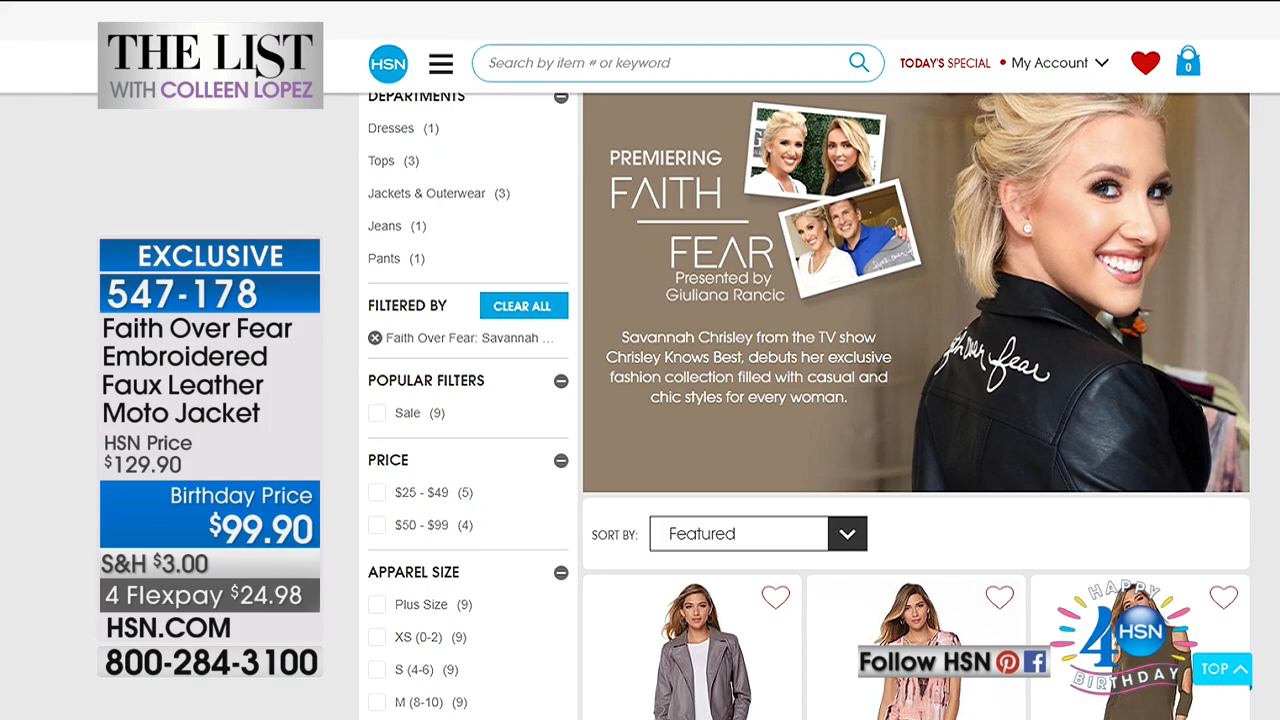 THE LIST
WITH COLLEEN LOPEZ
EXCLUSIVE
547-178
Faith Over Fear
Embroidered
Faux Leather
Moto Jacket
HSN Price
$129.90
Birthday Price
$99.90
S&H $3.00
4 Flexpay $24.98
HSN.COM
800-284-3100
HSN
Search by item # or keyword
TODAY'S SPECIAL
My Account
0
DEPARTMENTS
Dresses (1)
Tops (3)
Jackets & Outerwear (3)
Jeans (1)
Pants (1)
FILTERED BY
CLEAR ALL
Faith Over Fear: Savannah ...
POPULAR FILTERS
Sale (9)
PRICE
$25 - $49 (5)
$50 - $99 (4)
APPAREL SIZE
Plus Size (9)
XS (0-2) (9)
S (4-6) (9)
M (8-10) (9)
PREMIERING
FAITH
FEAR
Presented by
Giuliana Rancic
Savannah Chrisley from the TV show
Chrisley Knows Best, debuts her exclusive
fashion collection filled with casual and
chic styles for every woman.
over fear
SORT BY:
Featured
Follow HSN
HAPPY
40
HSN
BIRTHDAY
TOP